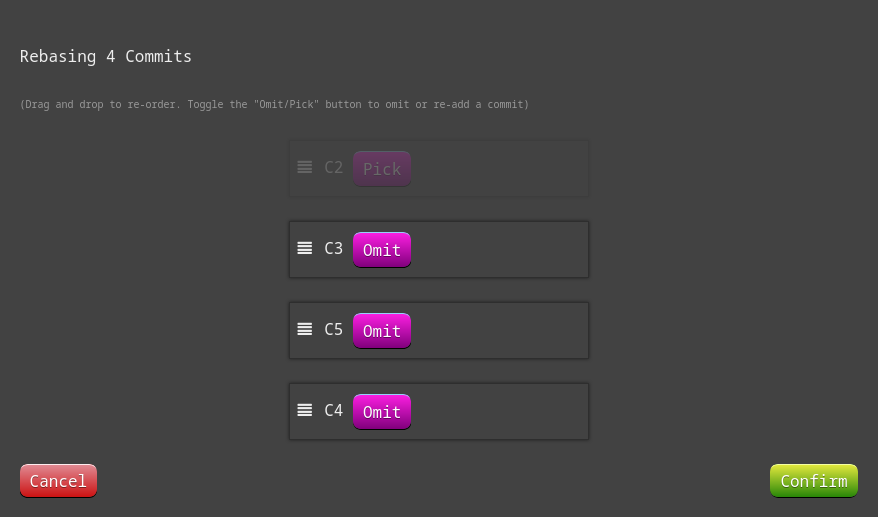 Rebasing 4 Commits
(Drag and drop to re-order. Toggle the "Omit/Pick" button to omit or re-add a commit)
C2 Pick
C3 Omit
C5 Omit
C4 Omit
Cancel Confirm